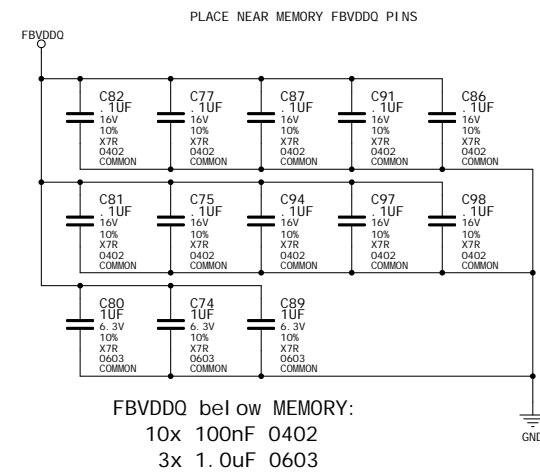 PLACE NEAR MEMORY FBVDDQ PINS
FBVDDQ
C82
.1UF
16V
10%
X7R
0402
COMMON
C77
.1UF
16V
10%
X7R
0402
COMMON
C87
.1UF
16V
10%
X7R
0402
COMMON
C91
.1UF
16V
10%
X7R
0402
COMMON
C86
.1UF
16V
10%
X7R
0402
COMMON
C81
.1UF
16V
10%
X7R
0402
COMMON
C75
.1UF
16V
10%
X7R
0402
COMMON
C94
.1UF
16V
10%
X7R
0402
COMMON
C97
.1UF
16V
10%
X7R
0402
COMMON
C98
.1UF
16V
10%
X7R
0402
COMMON
C80
1UF
6.3V
10%
X7R
0603
COMMON
C74
1UF
6.3V
10%
X7R
0603
COMMON
C89
1UF
6.3V
10%
X7R
0603
COMMON
FBVDDQ below MEMORY:
10x 100nF 0402
3x 1.0uF 0603
GND